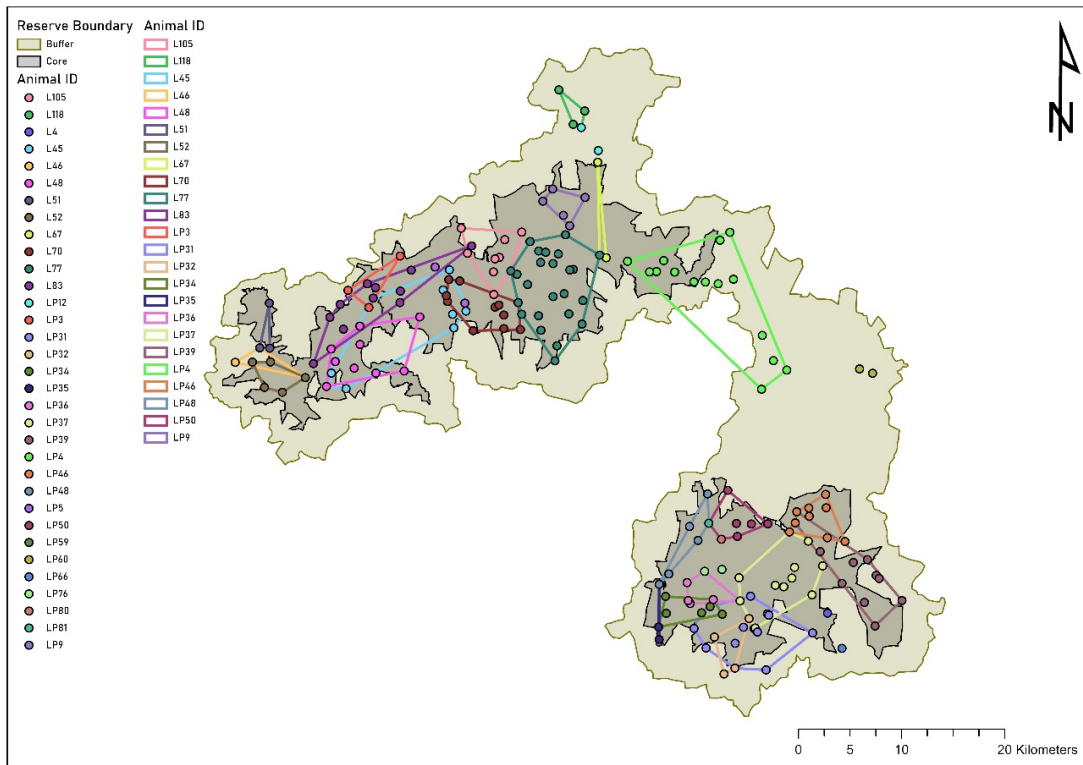 Reserve Boundary
Buffer
Core
Animal ID
L105
L118
L4
L45
L46
L48
L51
L52
L67
L70
L77
L83
LP12
LP3
LP31
LP32
LP34
LP35
LP36
LP37
LP39
LP4
LP46
LP48
LP5
LP50
LP59
LP60
LP66
LP76
LP80
LP81
LP9
Animal ID
L105
L118
L45
L46
L48
L51
L52
L67
L70
L77
L83
LP3
LP31
LP32
LP34
LP35
LP36
LP37
LP39
LP4
LP46
LP48
LP50
LP9
N
0 5 10 20 Kilometers